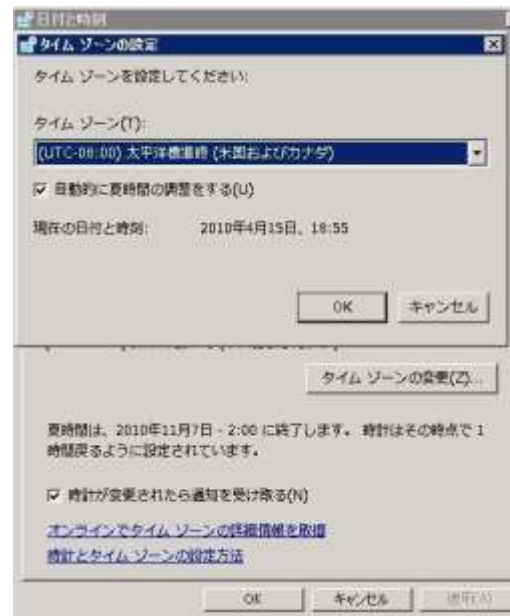 日付と時刻
タイム ゾーンの設定
タイム ゾーンを設定してください:
タイム ゾーン(T):
(UTC-08:00) 太平洋標準時 (米国およびカナダ)
自動的に夏時間の調整をする(U)
現在の日付と時刻: 2010年4月15日、18:55
OK キャンセル
タイム ゾーンの変更(Z)...
夏時間は、2010年11月7日 - 2:00 に終了します。 時計はその時点で 1
時間戻るように設定されています。
時計が変更されたら通知を受け取る(N)
オンラインでタイム ゾーンの詳細情報を取得
時計とタイム ゾーンの設定方法
OK キャンセル 適用(A)